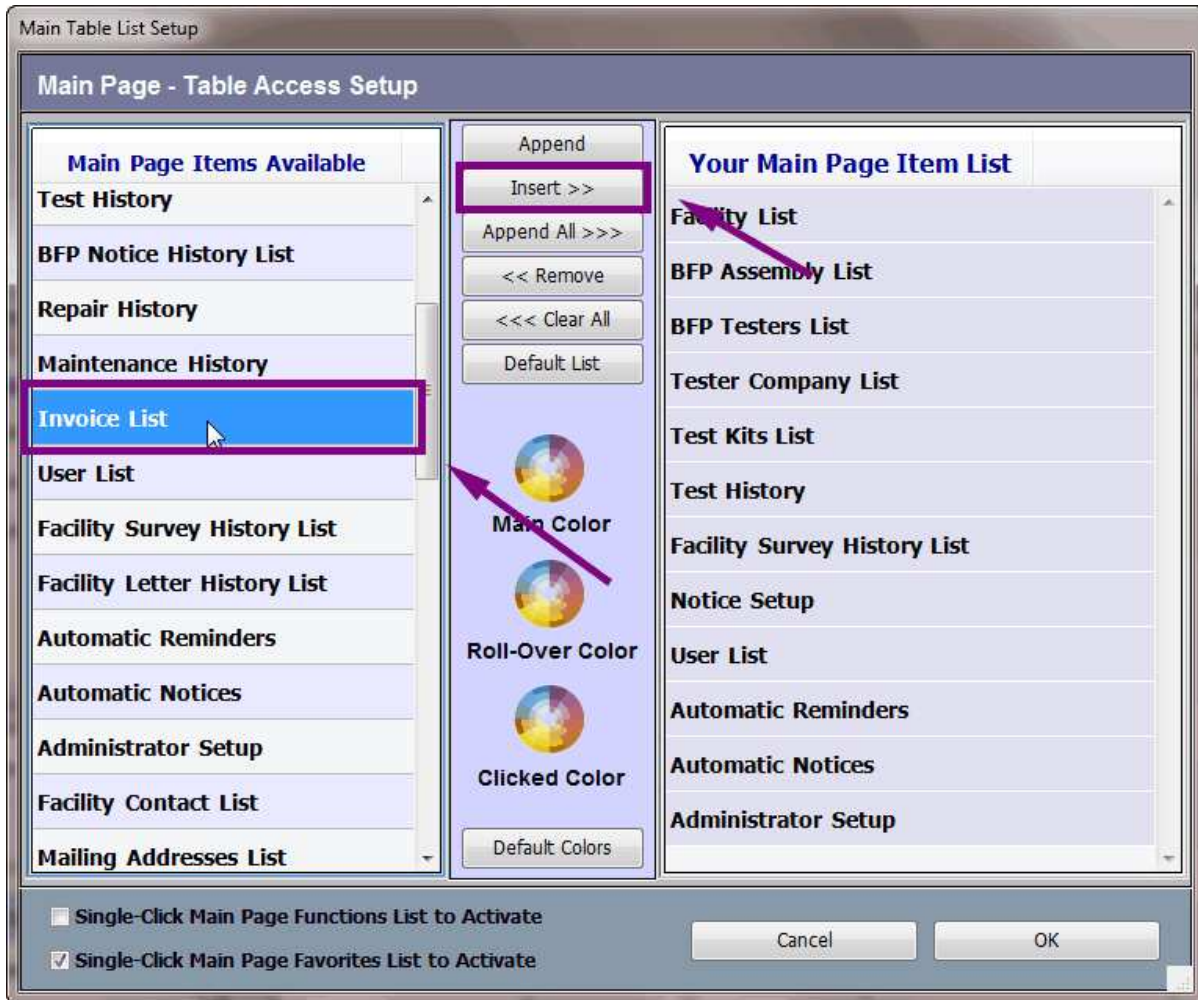 Main Table List Setup
Main Page - Table Access Setup
Main Page Items Available
Test History
BFP Notice History List
Repair History
Maintenance History
Invoice List
User List
Facility Survey History List
Facility Letter History List
Automatic Reminders
Automatic Notices
Administrator Setup
Facility Contact List
Mailing Addresses List
Append
Insert >>
Append All >>>
<< Remove
<<< Clear All
Default List
Main Color
Roll-Over Color
Clicked Color
Default Colors
Your Main Page Item List
Facility List
BFP Assembly List
BFP Testers List
Tester Company List
Test Kits List
Test History
Facility Survey History List
Notice Setup
User List
Automatic Reminders
Automatic Notices
Administrator Setup
Single-Click Main Page Functions List to Activate
Single-Click Main Page Favorites List to Activate
Cancel
OK